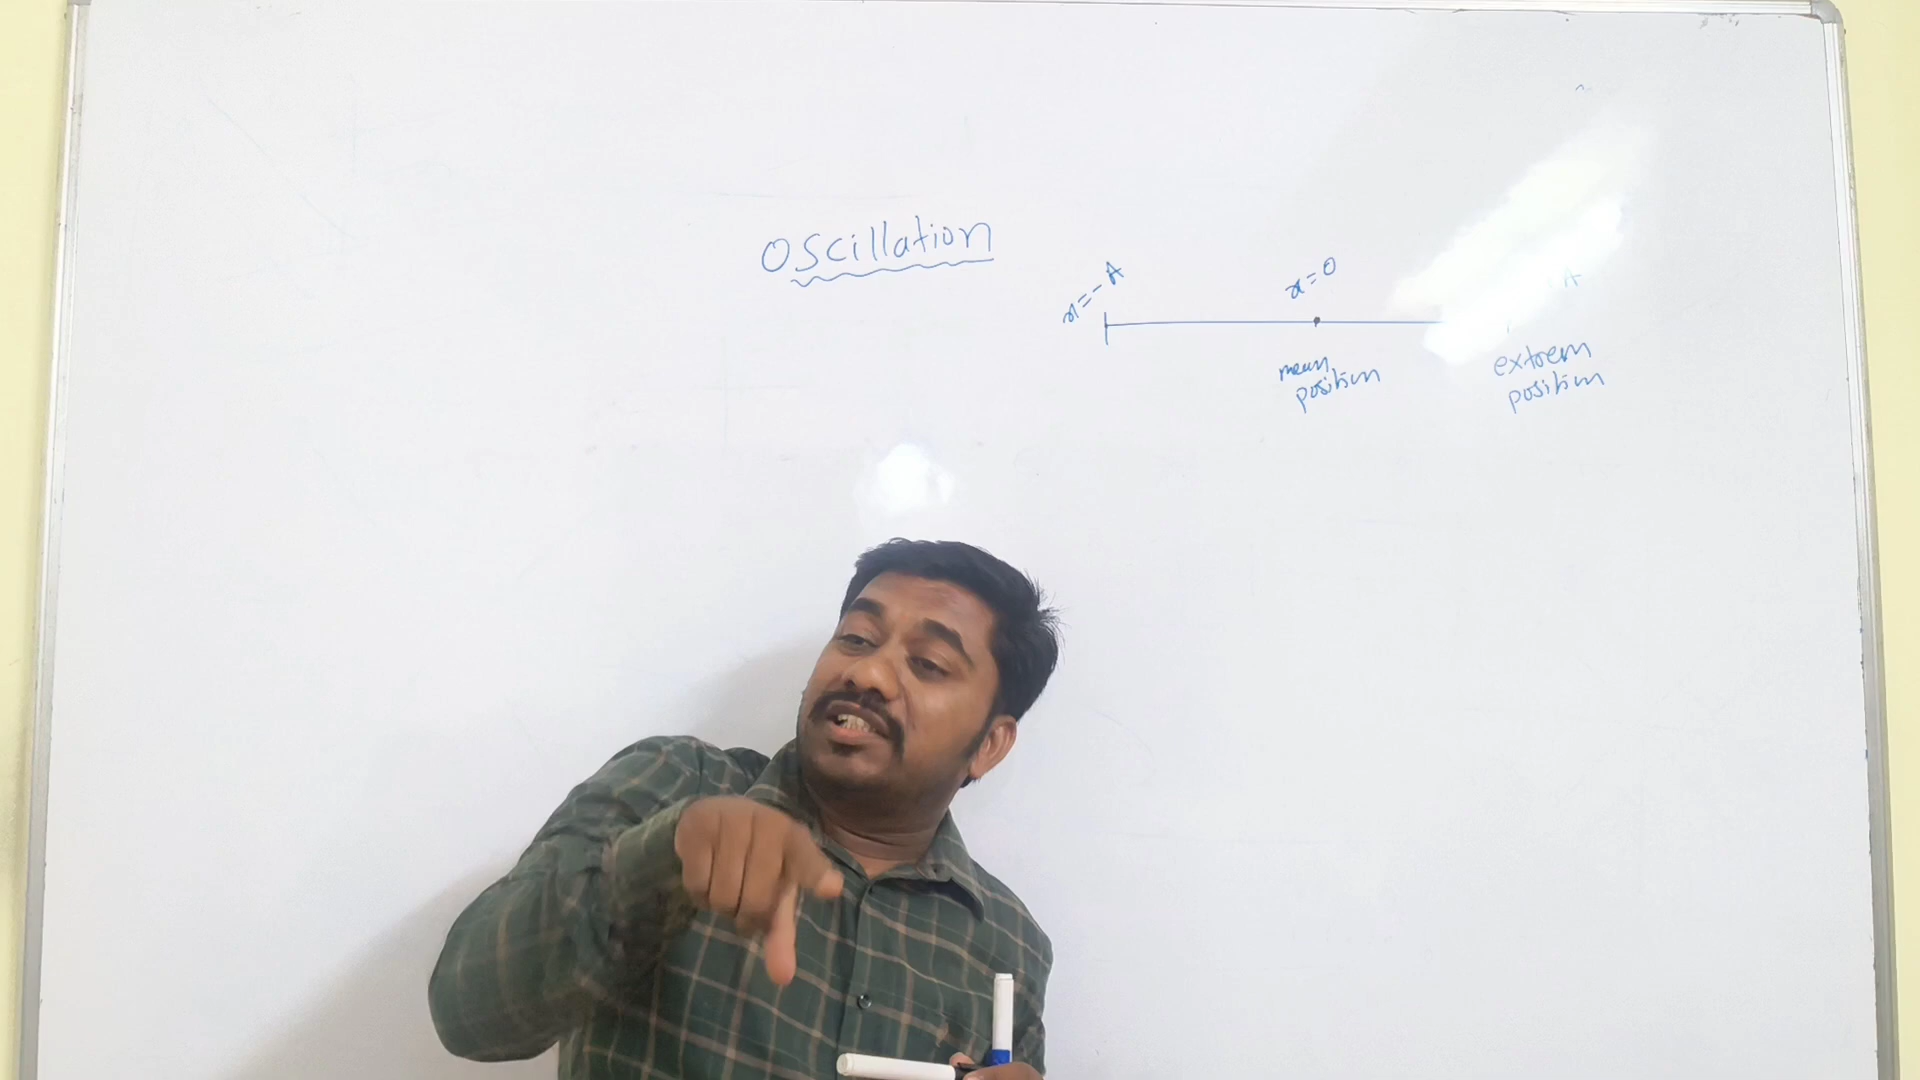 Oscillation
x=-A
x=0
A
mean
position
extrem
position